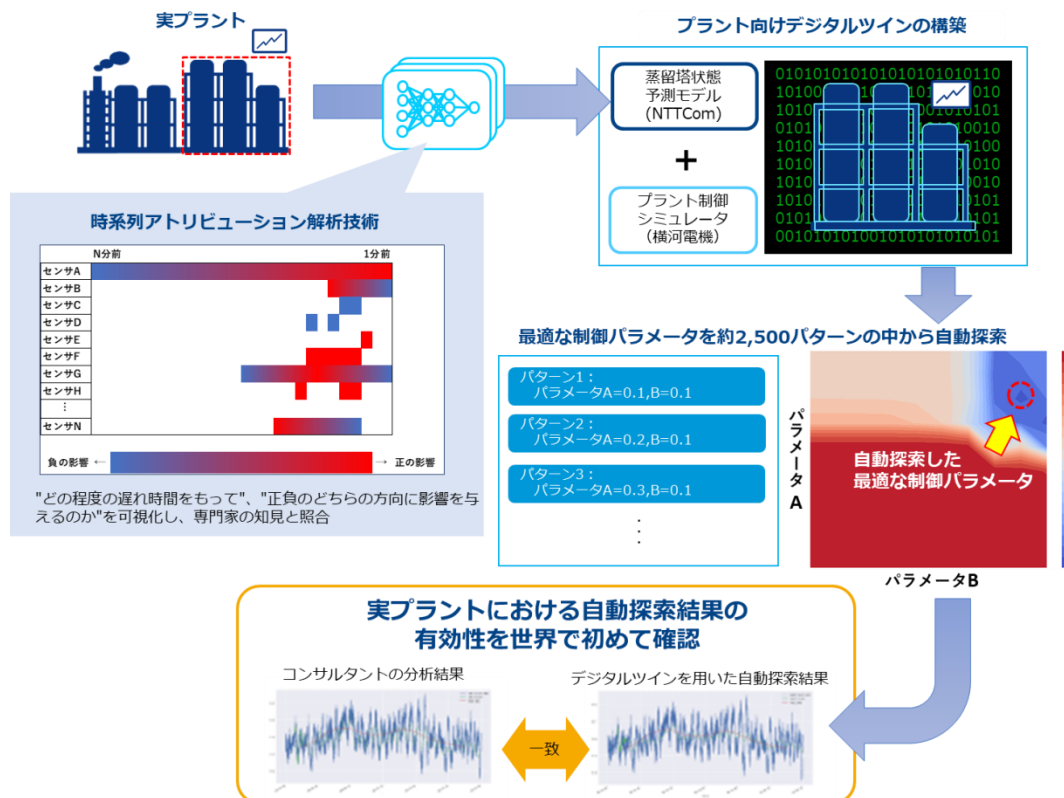 実プラント
プラント向けデジタルツインの構築
蒸留塔状態
予測モデル
(NTTCom)
+
プラント制御
シミュレータ
(横河電機)
時系列アトリビューション解析技術
N分前
1分前
センサA
センサB
センサC
センサD
センサE
センサF
センサG
センサH
⋮
センサN
負の影響 ←
→ 正の影響
"どの程度の遅れ時間をもって"、"正負のどちらの方向に影響を与
えるのか"を可視化し、専門家の知見と照合
最適な制御パラメータを約2,500パターンの中から自動探索
パターン1：
パラメータA=0.1,B=0.1
パターン2：
パラメータA=0.2,B=0.1
パターン3：
パラメータA=0.3,B=0.1
⋮
パラメータA
自動探索した
最適な制御パラメータ
パラメータB
実プラントにおける自動探索結果の
有効性を世界で初めて確認
コンサルタントの分析結果
デジタルツインを用いた自動探索結果
一致